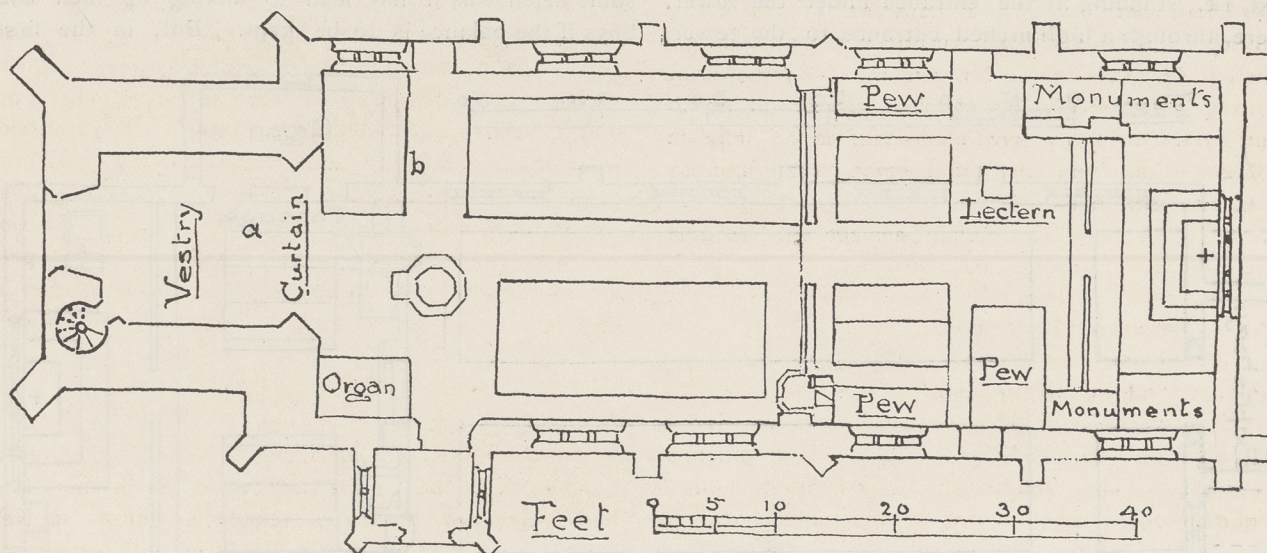 Pew
Monuments
b
Lectern
a
Vestry
Curtain
+
Pew
Organ
Pew
Monuments
Feet
0 5 10 20 30 40